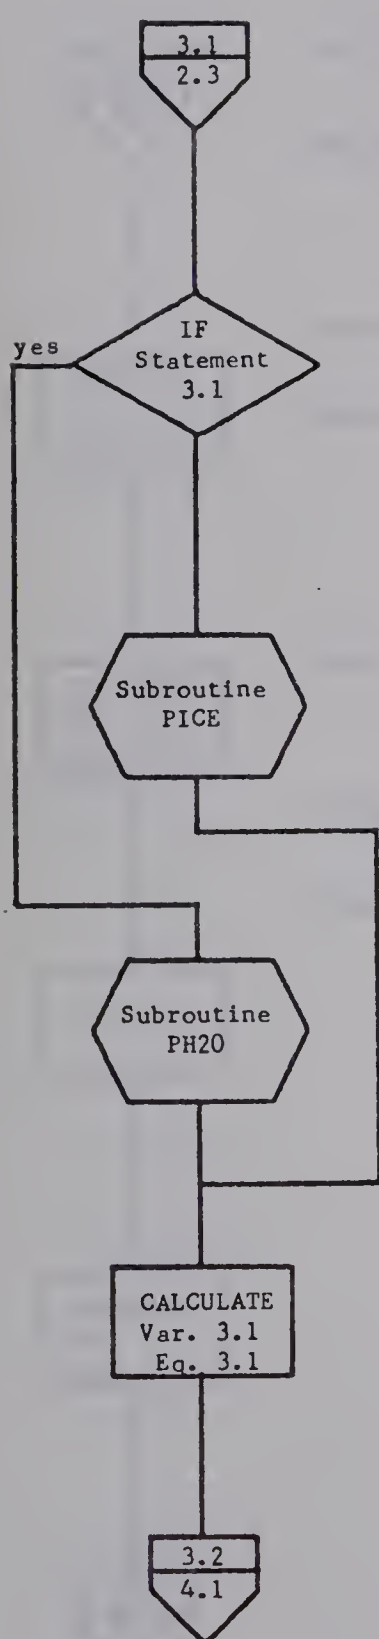 3.1
2.3
IF
yes
Statement
3.1
Subroutine
PICE
Subroutine
PH20
CALCULATE
Var. 3.1
Eq. 3.1
3.2
4.1